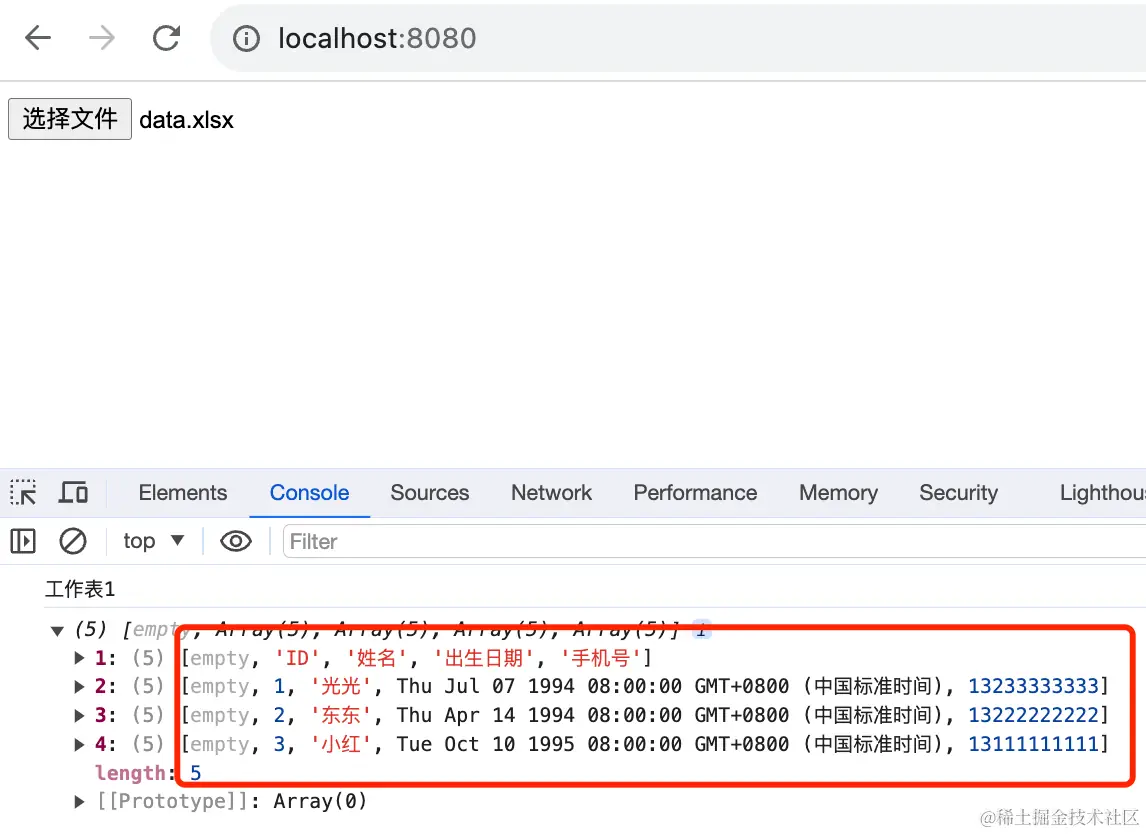 localhost:8080
选择文件 data.xlsx
Elements Console Sources Network Performance Memory Security Lighthou
top Filter
工作表1
(5) [empty, Array(5), Array(5), Array(5), Array(5)] i
1: (5) [empty, 'ID', '姓名', '出生日期', '手机号']
2: (5) [empty, 1, '光光', Thu Jul 07 1994 08:00:00 GMT+0800 (中国标准时间), 13233333333]
3: (5) [empty, 2, '东东', Thu Apr 14 1994 08:00:00 GMT+0800 (中国标准时间), 13222222222]
4: (5) [empty, 3, '小红', Tue Oct 10 1995 08:00:00 GMT+0800 (中国标准时间), 13111111111]
length: 5
[[Prototype]]: Array(0)
@稀土掘金技术社区